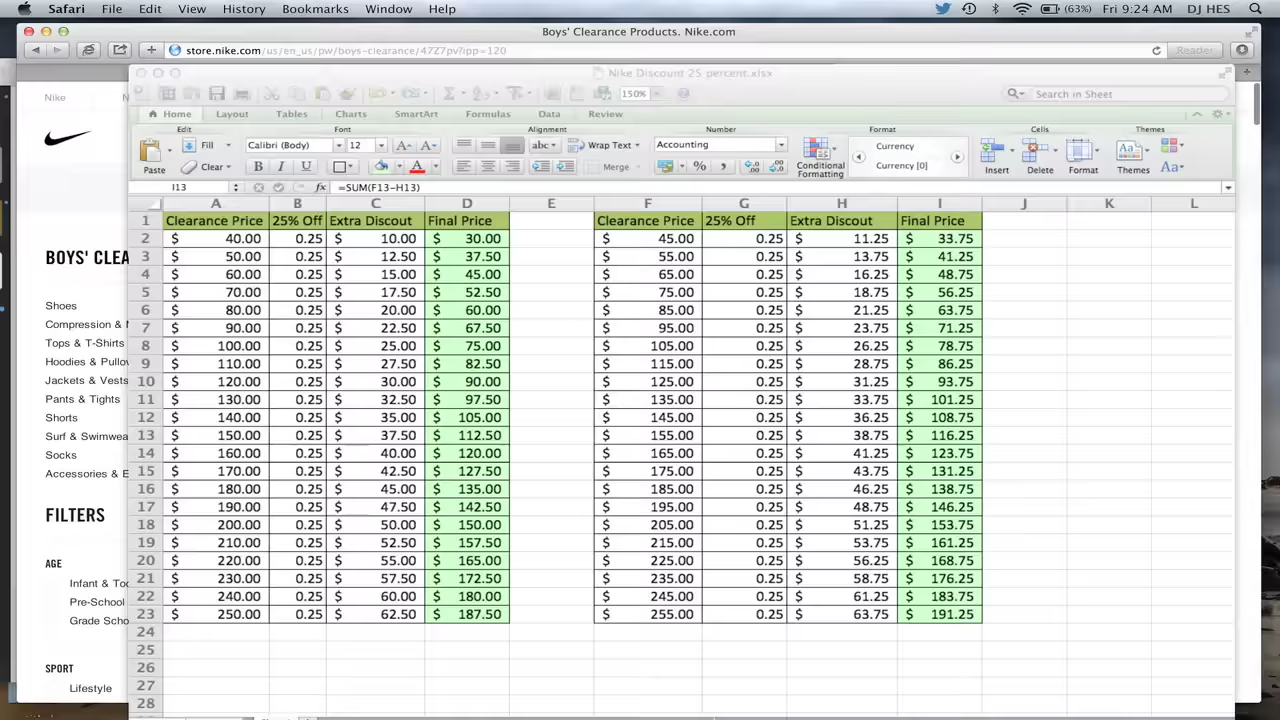 Safari File Edit View History Bookmarks Window Help (63%) Fri 9:24 AM DJ HES
Boys' Clearance Products. Nike.com
store.nike.com/us/en_us/pw/boys-clearance/47Z7pv?ipp=120 Reader
Nike Discount 25 percent.xlsx
Nike N
150% Search in Sheet
Home Layout Tables Charts SmartArt Formulas Data Review
Edit Font Alignment Number Format Cells Themes
Fill Calibri (Body) 12 A A abc Wrap Text Accounting Currency
Paste Clear B I U A Merge % , Conditional Formatting Currency [0] Insert Delete Format Themes Aa
I13 fx =SUM(F13-H13)
A B C D E F G H I J K L
1 Clearance Price 25% Off Extra Discout Final Price Clearance Price 25% Off Extra Discout Final Price
2 $ 40.00 0.25 $ 10.00 $ 30.00 $ 45.00 0.25 $ 11.25 $ 33.75
3 $ 50.00 0.25 $ 12.50 $ 37.50 $ 55.00 0.25 $ 13.75 $ 41.25
4 $ 60.00 0.25 $ 15.00 $ 45.00 $ 65.00 0.25 $ 16.25 $ 48.75
5 $ 70.00 0.25 $ 17.50 $ 52.50 $ 75.00 0.25 $ 18.75 $ 56.25
6 $ 80.00 0.25 $ 20.00 $ 60.00 $ 85.00 0.25 $ 21.25 $ 63.75
7 $ 90.00 0.25 $ 22.50 $ 67.50 $ 95.00 0.25 $ 23.75 $ 71.25
8 $ 100.00 0.25 $ 25.00 $ 75.00 $ 105.00 0.25 $ 26.25 $ 78.75
9 $ 110.00 0.25 $ 27.50 $ 82.50 $ 115.00 0.25 $ 28.75 $ 86.25
10 $ 120.00 0.25 $ 30.00 $ 90.00 $ 125.00 0.25 $ 31.25 $ 93.75
11 $ 130.00 0.25 $ 32.50 $ 97.50 $ 135.00 0.25 $ 33.75 $ 101.25
12 $ 140.00 0.25 $ 35.00 $ 105.00 $ 145.00 0.25 $ 36.25 $ 108.75
13 $ 150.00 0.25 $ 37.50 $ 112.50 $ 155.00 0.25 $ 38.75 $ 116.25
14 $ 160.00 0.25 $ 40.00 $ 120.00 $ 165.00 0.25 $ 41.25 $ 123.75
15 $ 170.00 0.25 $ 42.50 $ 127.50 $ 175.00 0.25 $ 43.75 $ 131.25
16 $ 180.00 0.25 $ 45.00 $ 135.00 $ 185.00 0.25 $ 46.25 $ 138.75
17 $ 190.00 0.25 $ 47.50 $ 142.50 $ 195.00 0.25 $ 48.75 $ 146.25
18 $ 200.00 0.25 $ 50.00 $ 150.00 $ 205.00 0.25 $ 51.25 $ 153.75
19 $ 210.00 0.25 $ 52.50 $ 157.50 $ 215.00 0.25 $ 53.75 $ 161.25
20 $ 220.00 0.25 $ 55.00 $ 165.00 $ 225.00 0.25 $ 56.25 $ 168.75
21 $ 230.00 0.25 $ 57.50 $ 172.50 $ 235.00 0.25 $ 58.75 $ 176.25
22 $ 240.00 0.25 $ 60.00 $ 180.00 $ 245.00 0.25 $ 61.25 $ 183.75
23 $ 250.00 0.25 $ 62.50 $ 187.50 $ 255.00 0.25 $ 63.75 $ 191.25
24
25
26
27
28
BOYS' CLEA
Shoes
Compression &
Tops & T-Shirts
Hoodies & Pullov
Jackets & Vests
Pants & Tights
Shorts
Surf & Swimwea
Socks
Accessories & E
FILTERS
AGE
Infant & Tod
Pre-School
Grade Scho
SPORT
Lifestyle